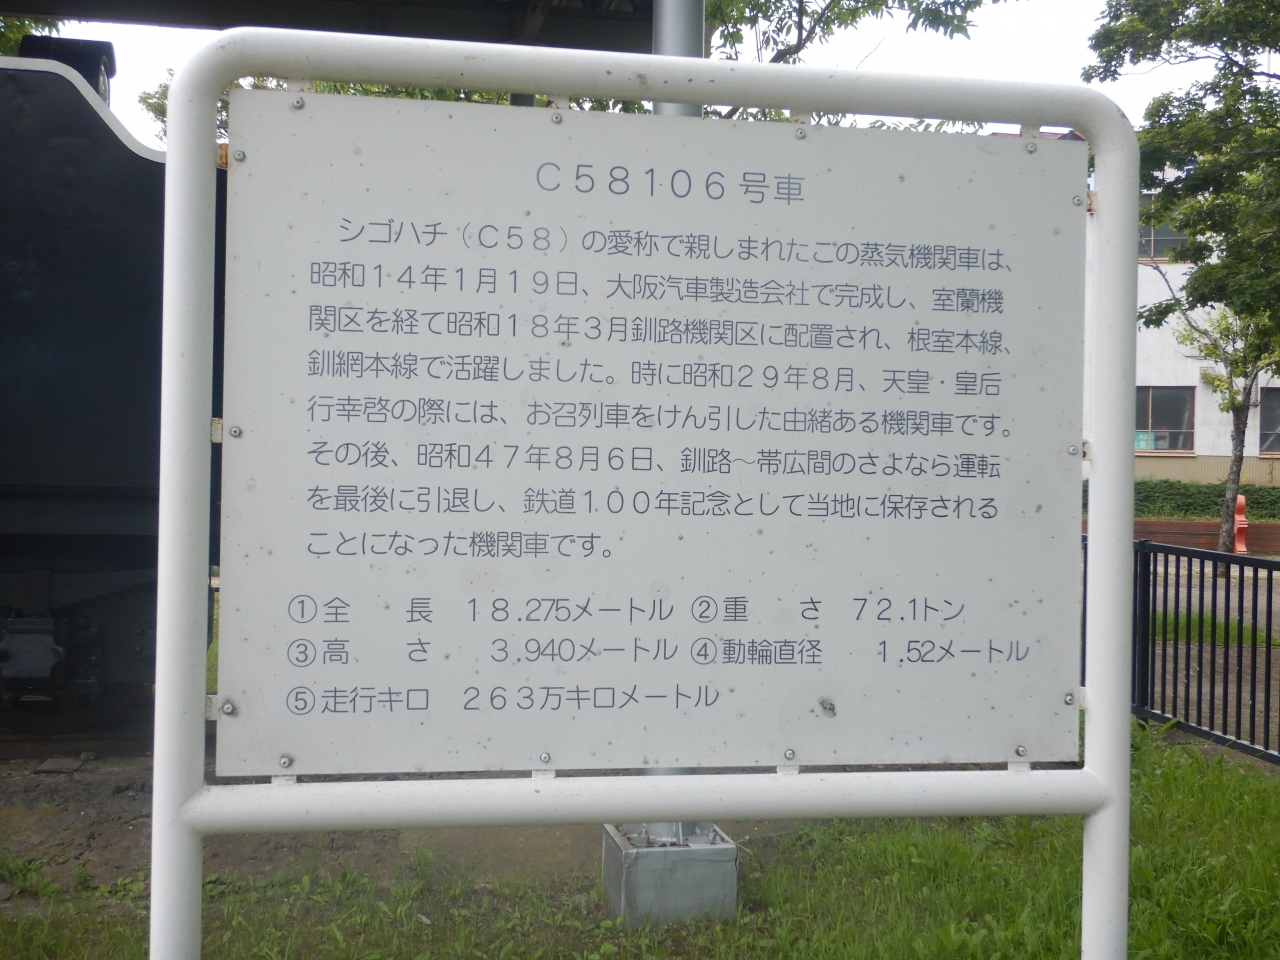 C58106号車
シゴハチ(C58)の愛称で親しまれたこの蒸気機関車は、
昭和14年1月19日、大阪汽車製造会社で完成し、室蘭機
関区を経て昭和18年3月釧路機関区に配置され、根室本線、
釧網本線で活躍しました。時に昭和29年8月、天皇・皇后
行幸啓の際には、お召列車をけん引した由緒ある機関車です。
その後、昭和47年8月6日、釧路〜帯広間のさよなら運転
を最後に引退し、鉄道100年記念として当地に保存される
ことになった機関車です。
①全 長 18.275メートル ②重 さ 72.1トン
③高 さ 3.940メートル ④動輪直径 1.52メートル
⑤走行キロ 263万キロメートル